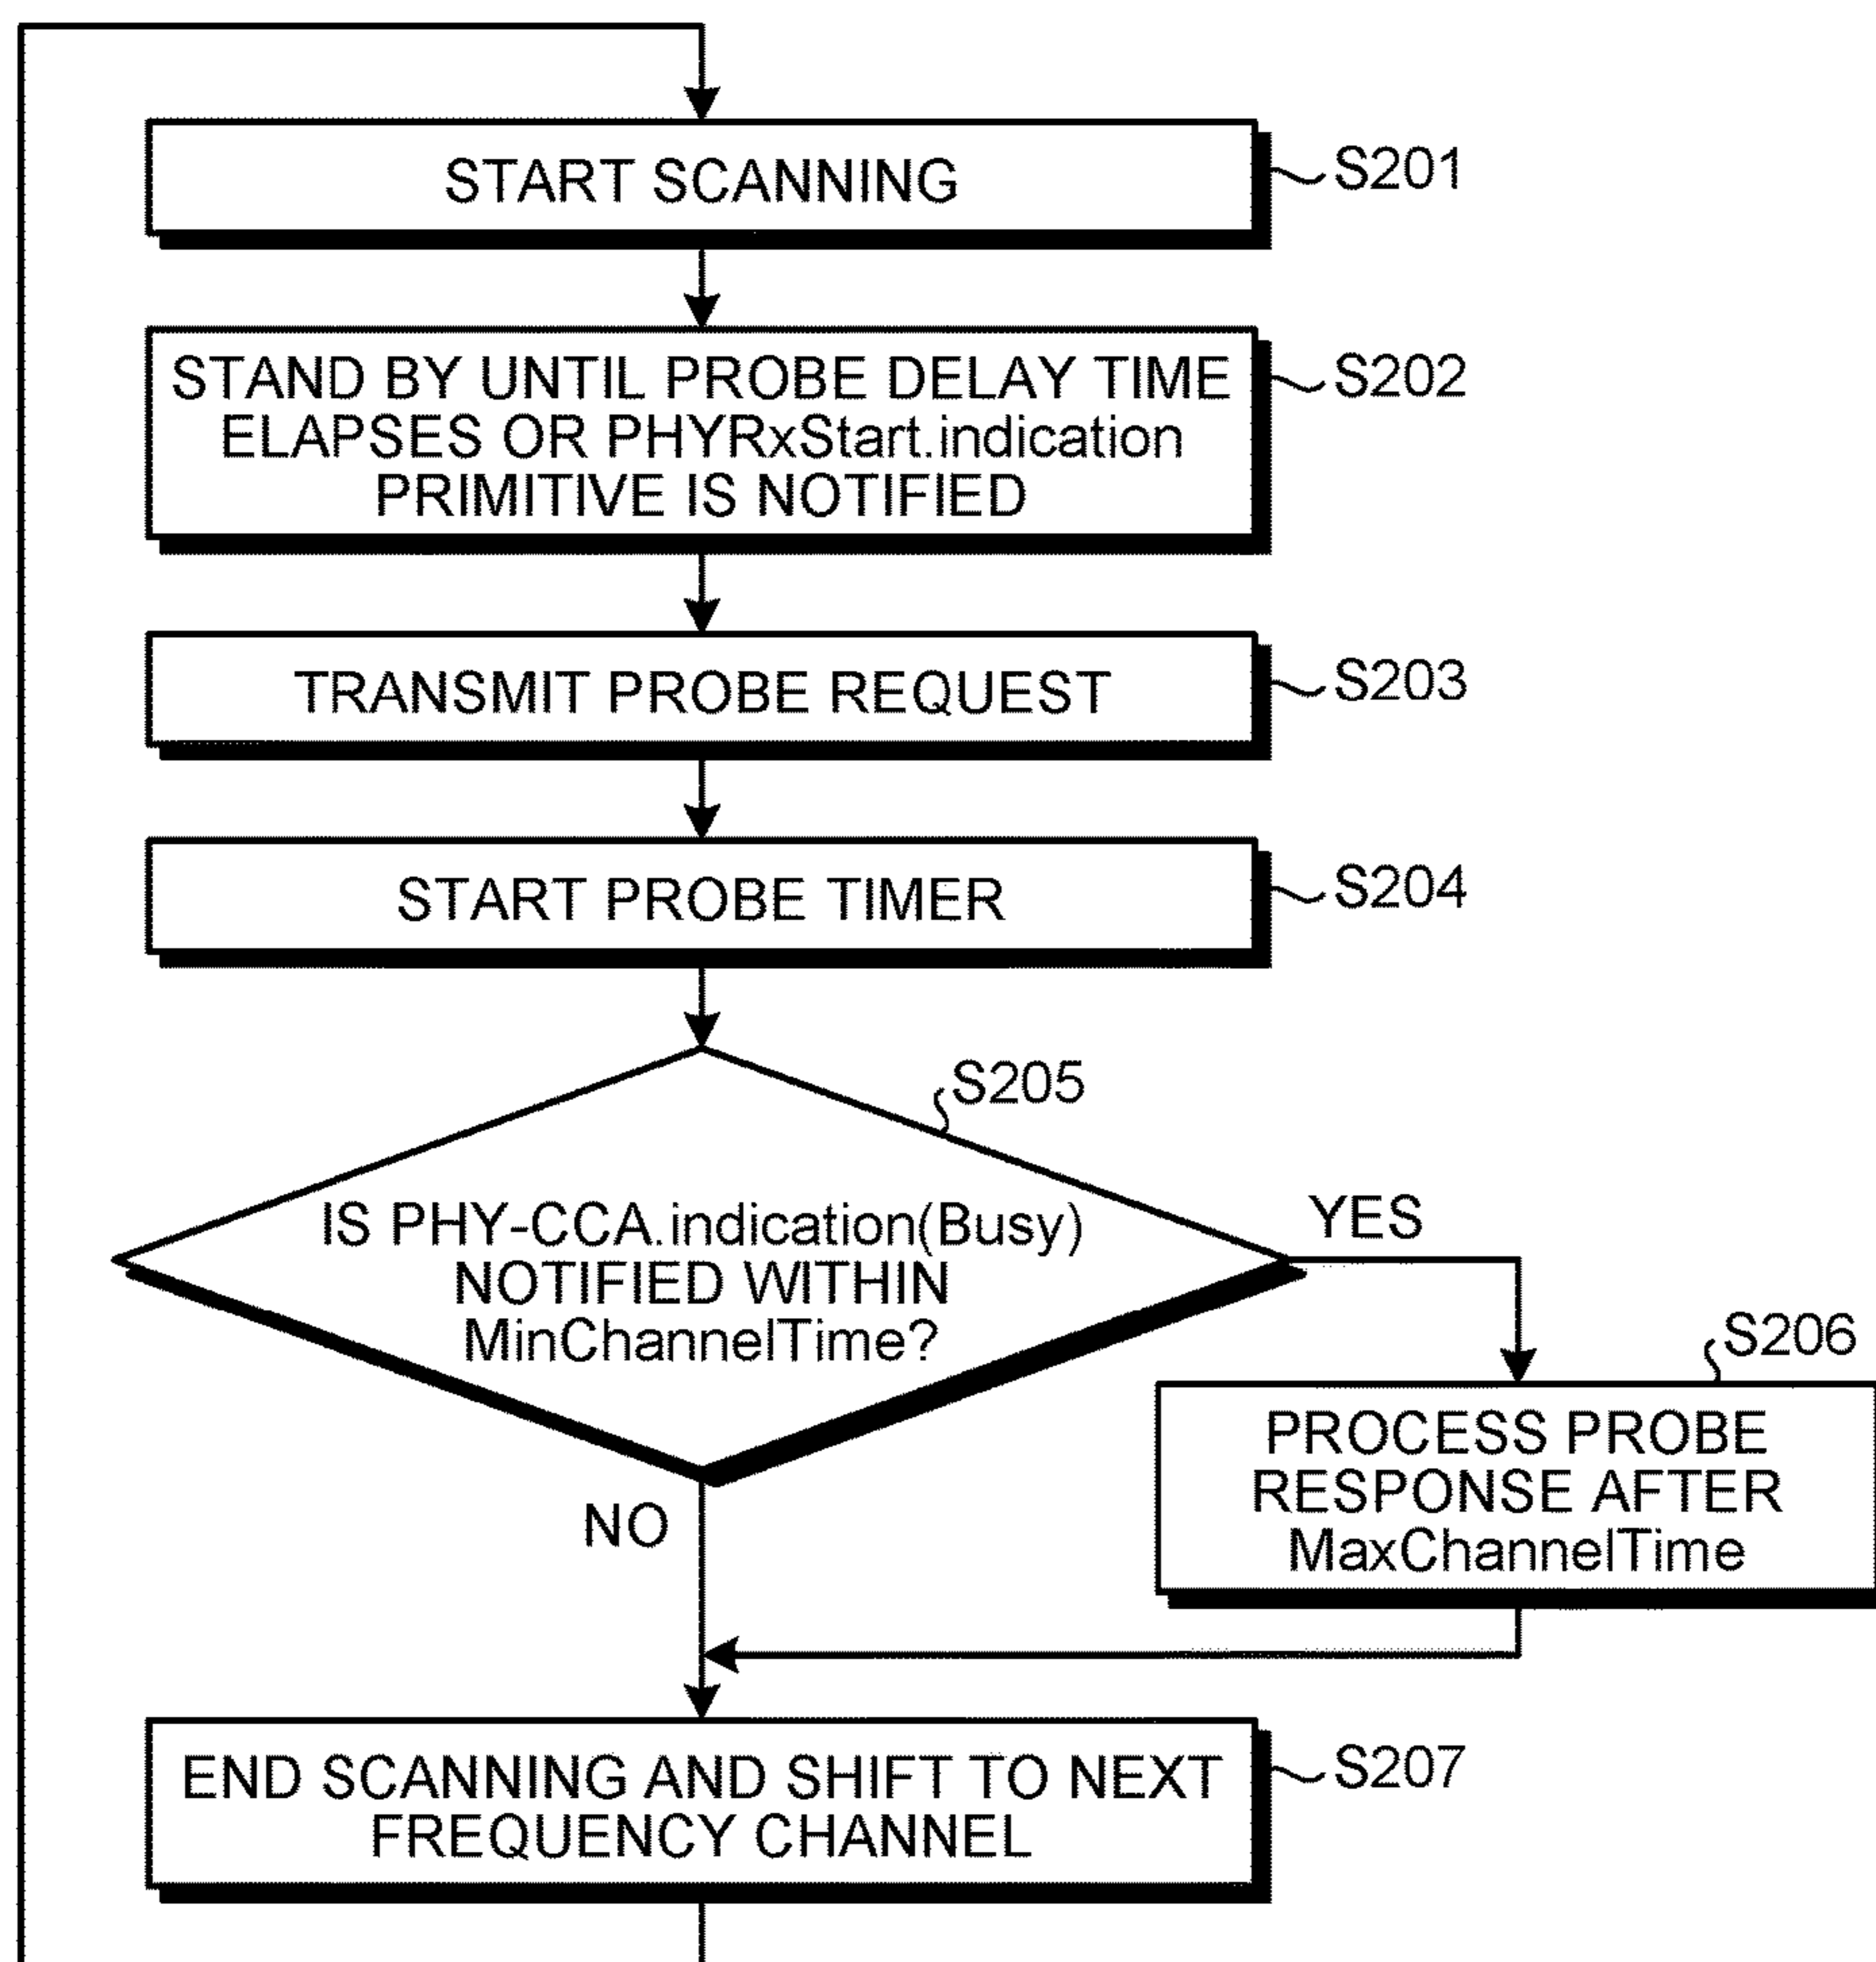 START SCANNING
S201
STAND BY UNTIL PROBE DELAY TIME
ELAPSES OR PHYRxStart.indication
PRIMITIVE IS NOTIFIED
S202
TRANSMIT PROBE REQUEST
S203
START PROBE TIMER
S204
S205
IS PHY-CCA.indication(Busy)
NOTIFIED WITHIN
MinChannelTime?
YES
NO
S206
PROCESS PROBE
RESPONSE AFTER
MaxChannelTime
END SCANNING AND SHIFT TO NEXT
FREQUENCY CHANNEL
S207